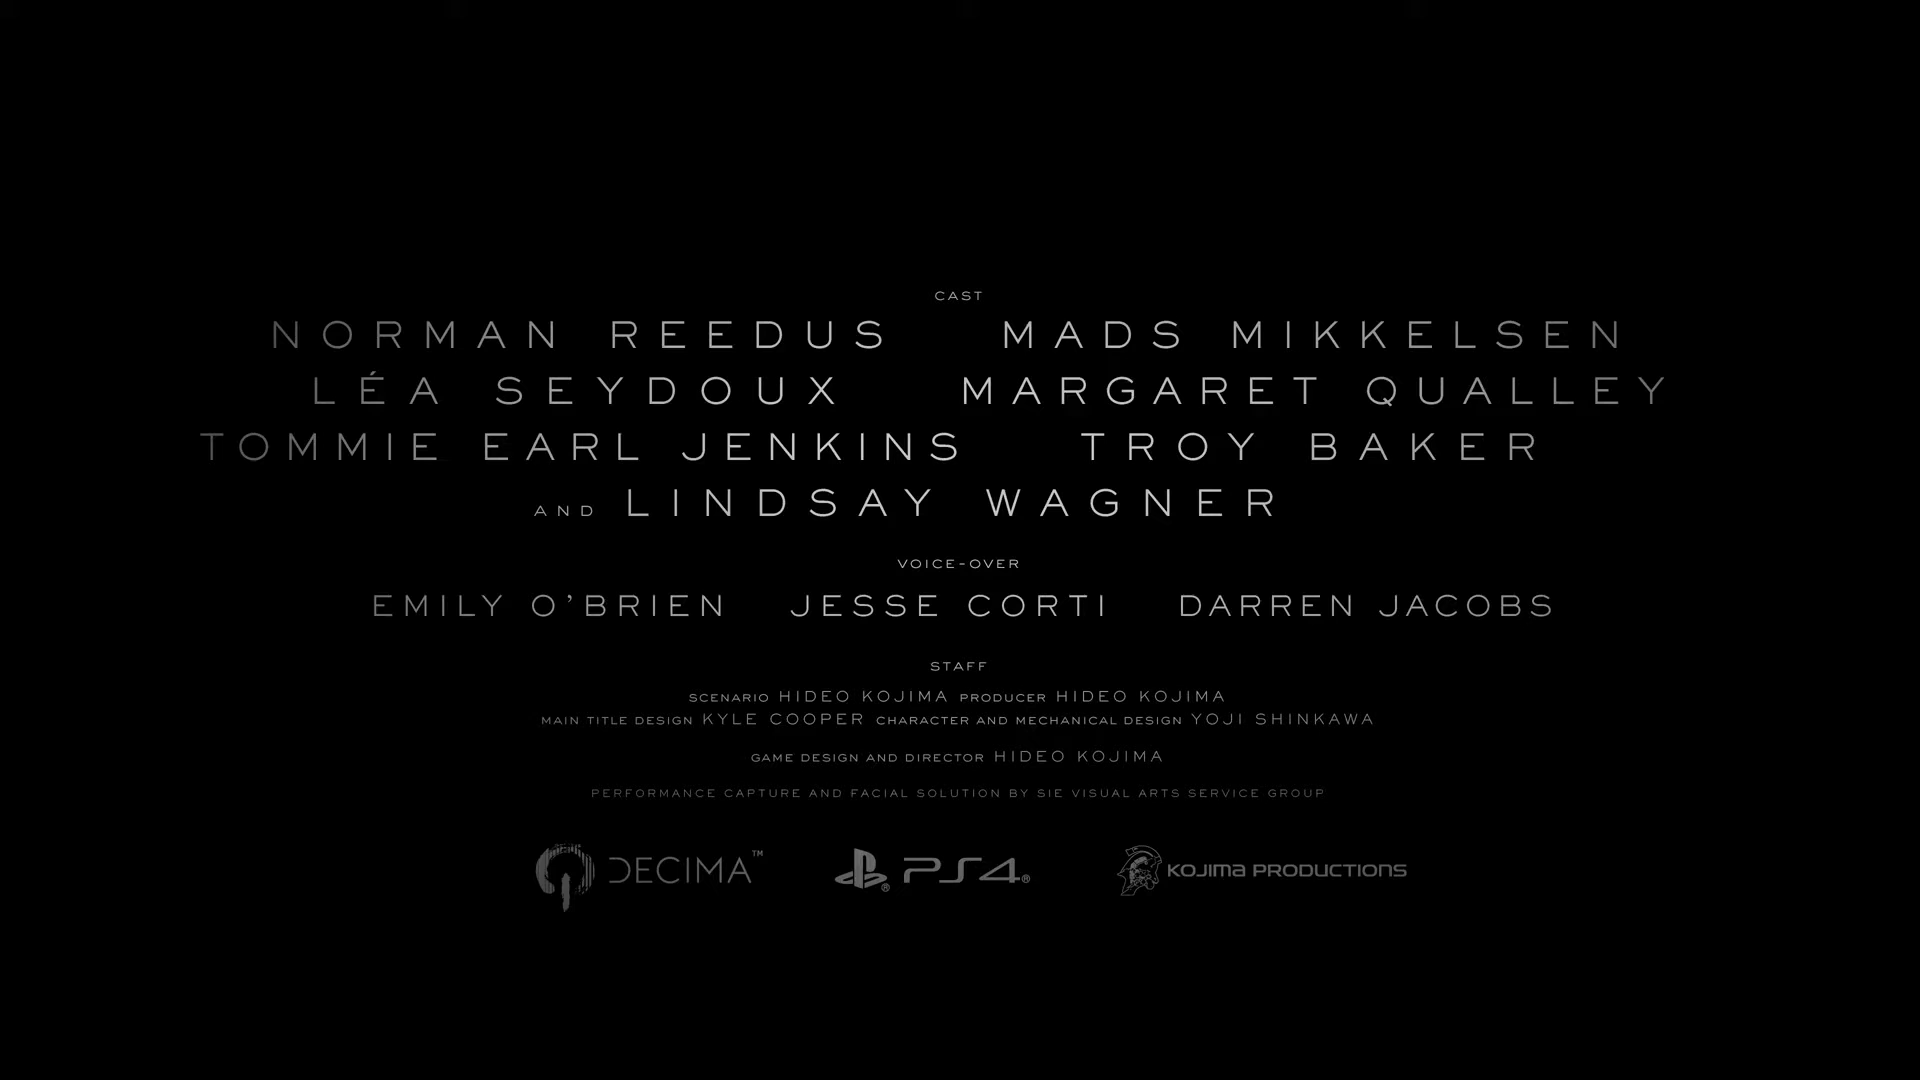 CAST
NORMAN REEDUS MADS MIKKELSEN
LÉA SEYDOUX MARGARET QUALLEY
TOMMIE EARL JENKINS TROY BAKER
AND LINDSAY WAGNER
VOICE-OVER
EMILY O’BRIEN JESSE CORTI DARREN JACOBS
STAFF
SCENARIO HIDEO KOJIMA PRODUCER HIDEO KOJIMA
MAIN TITLE DESIGN KYLE COOPER CHARACTER AND MECHANICAL DESIGN YOJI SHINKAWA
GAME DESIGN AND DIRECTOR HIDEO KOJIMA
PERFORMANCE CAPTURE AND FACIAL SOLUTION BY SIE VISUAL ARTS SERVICE GROUP
DECIMA™ PS4® KOJIMA PRODUCTIONS